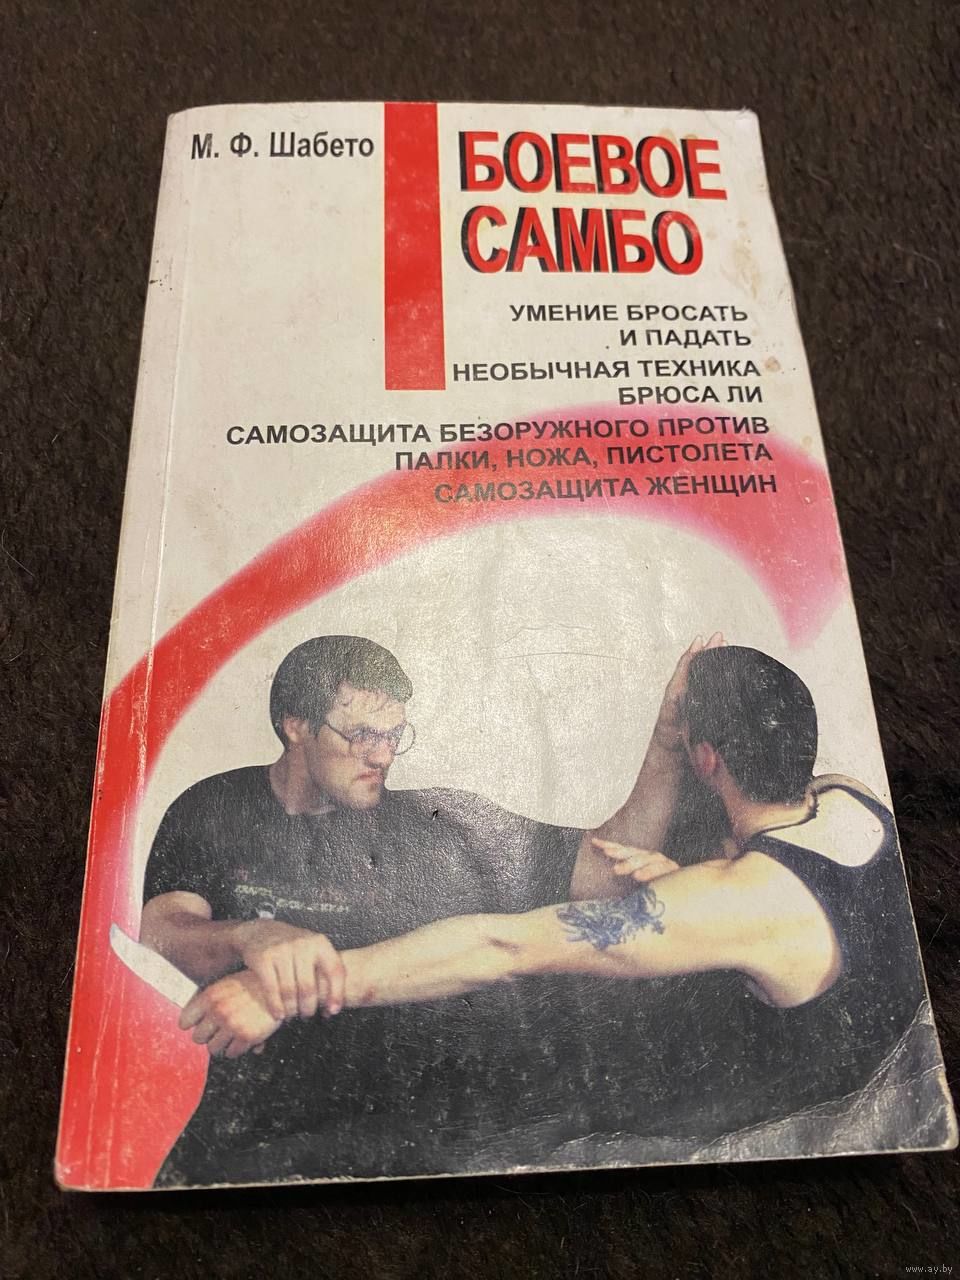 М. Ф. Шабето
БОЕВОЕ
САМБО
УМЕНИЕ БРОСАТЬ
И ПАДАТЬ
НЕОБЫЧНАЯ ТЕХНИКА
БРЮСА ЛИ
САМОЗАЩИТА БЕЗОРУЖНОГО ПРОТИВ
ПАЛКИ, НОЖА, ПИСТОЛЕТА
САМОЗАЩИТА ЖЕНЩИН
www.ay.by